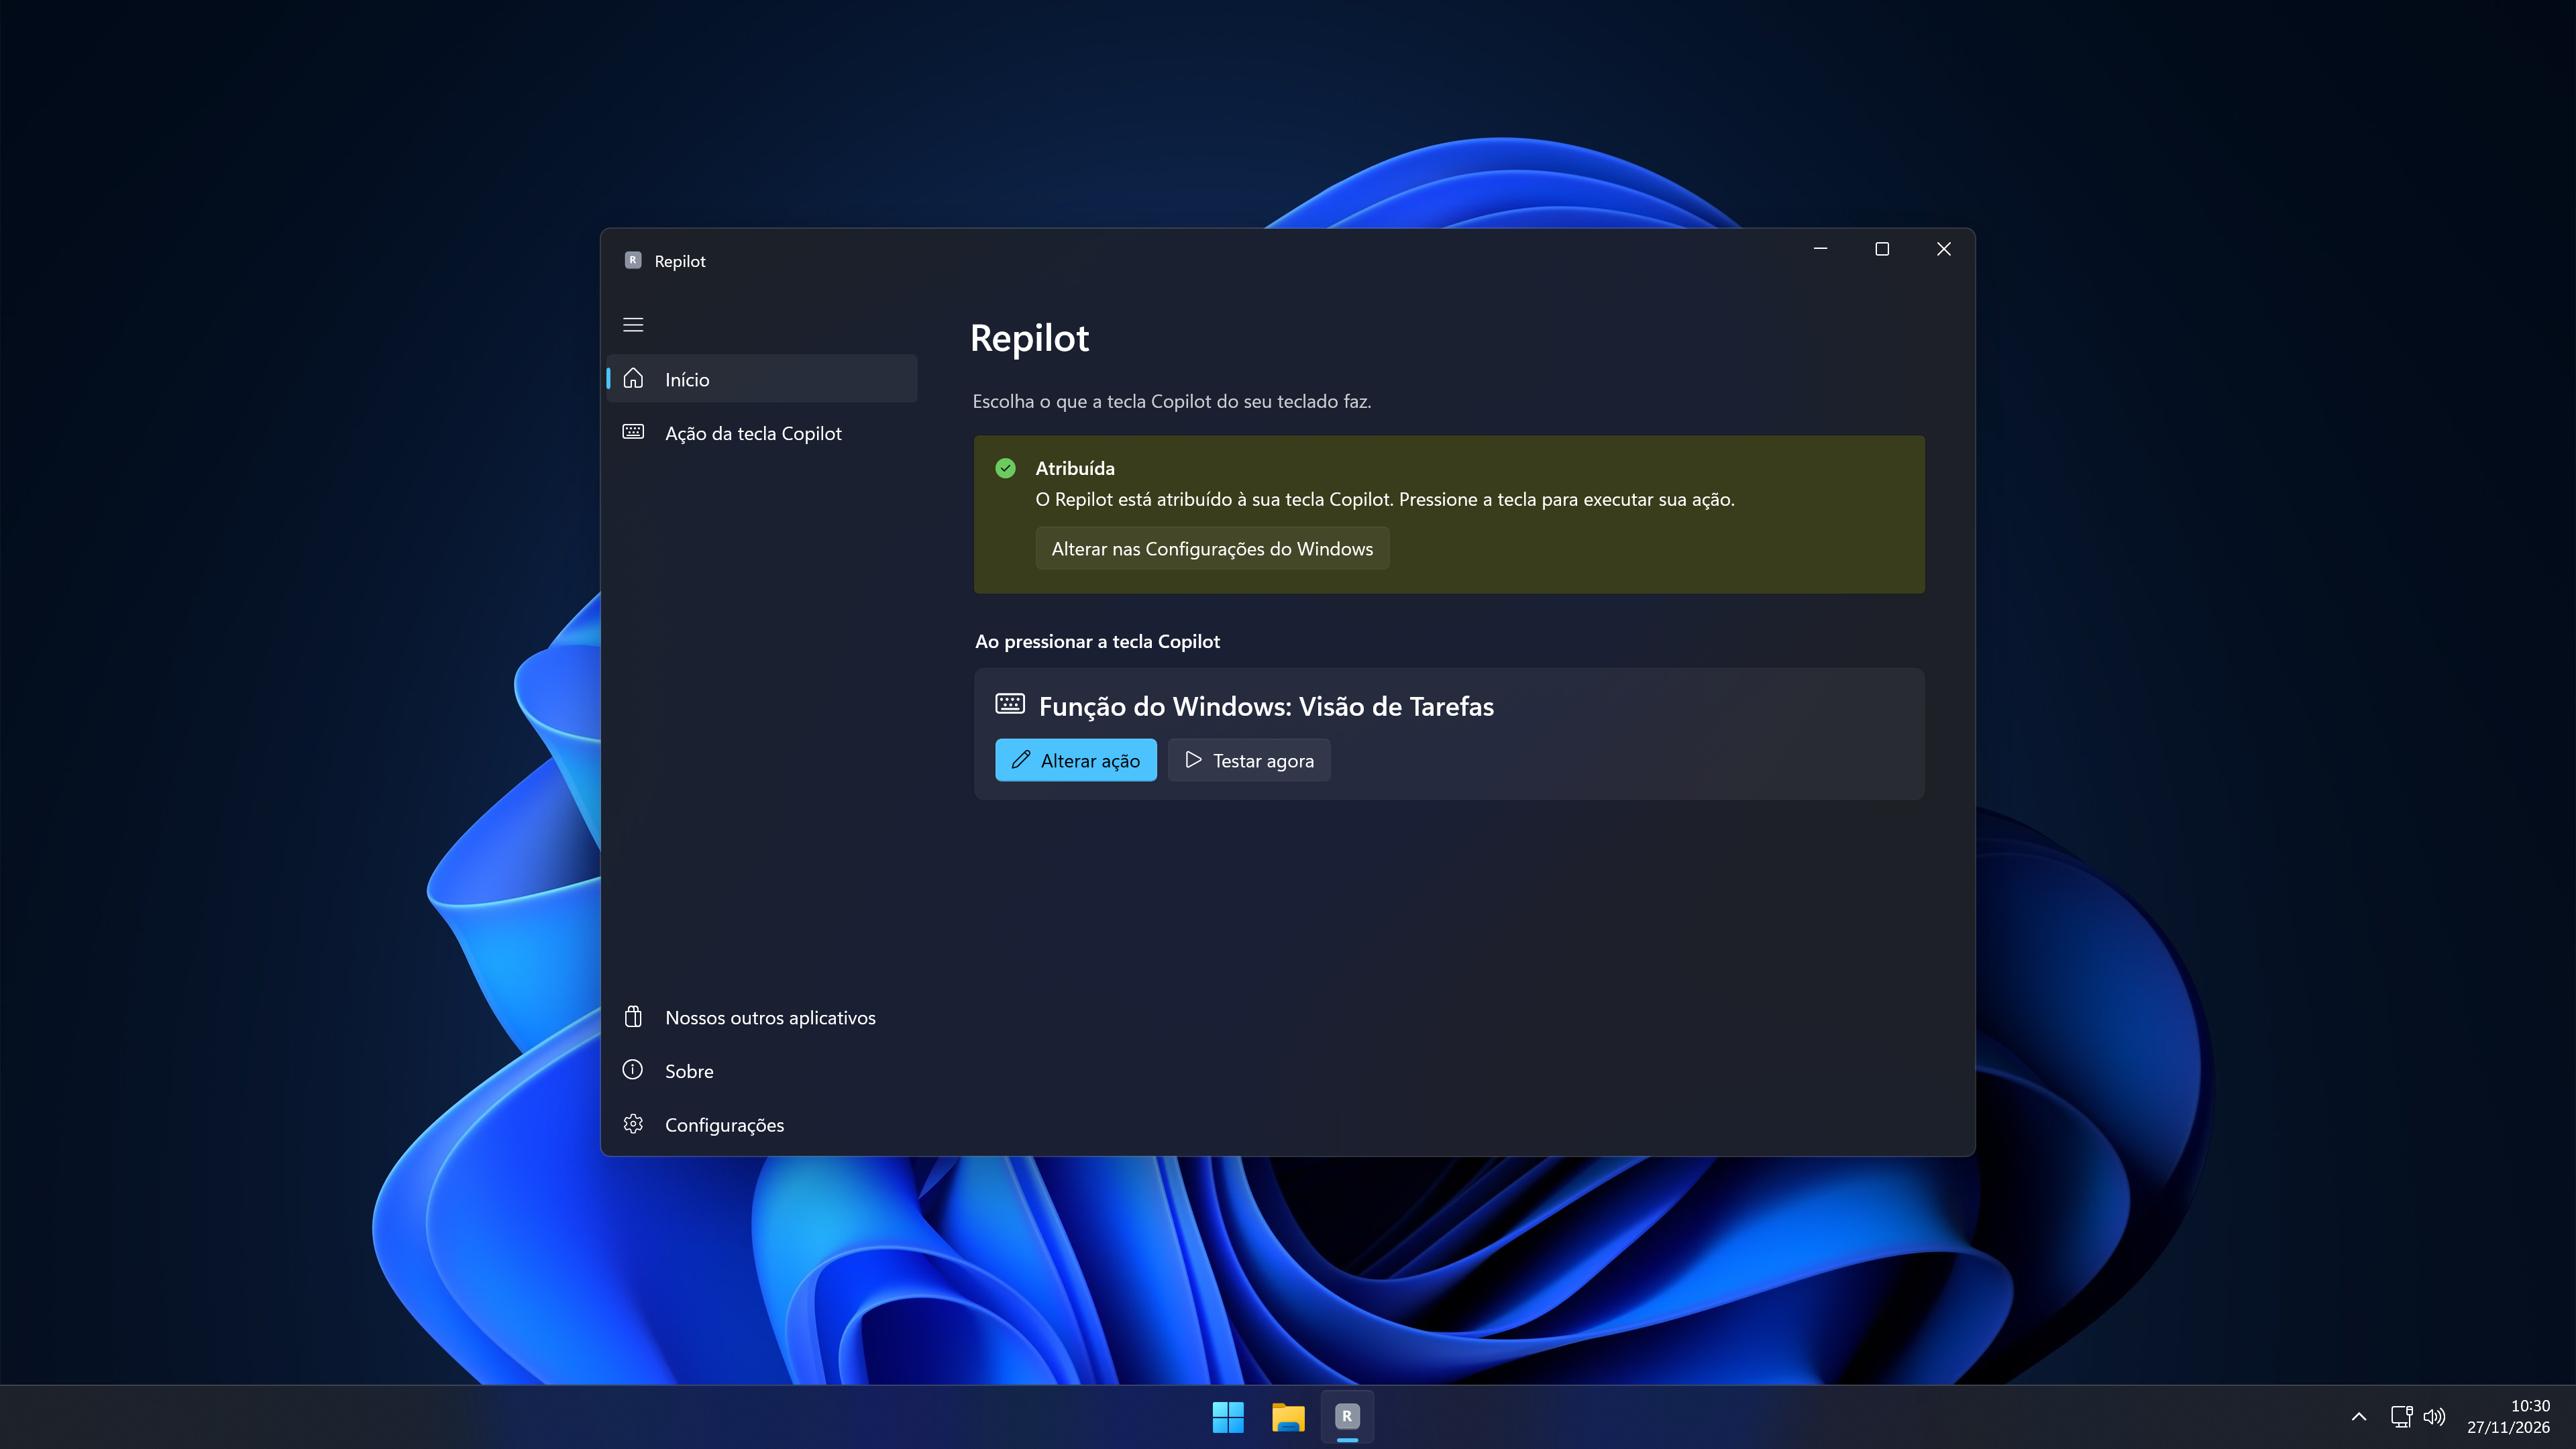 R
Repilot
Início
Ação da tecla Copilot
Repilot
Escolha o que a tecla Copilot do seu teclado faz.
Atribuída
O Repilot está atribuído à sua tecla Copilot. Pressione a tecla para executar sua ação.
Alterar nas Configurações do Windows
Ao pressionar a tecla Copilot
Função do Windows: Visão de Tarefas
Alterar ação
Testar agora
Nossos outros aplicativos
Sobre
Configurações
R
10:30
27/11/2026